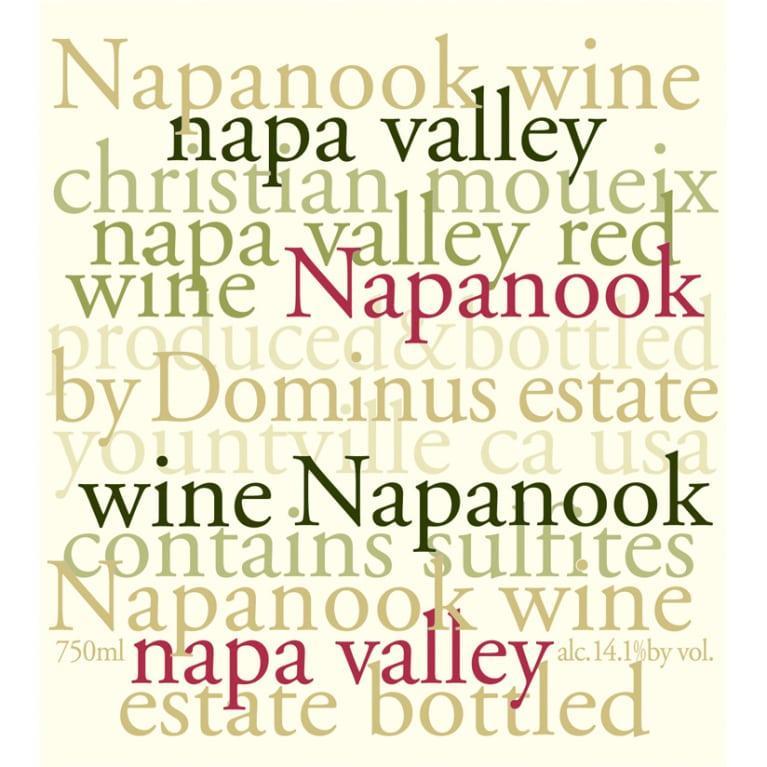 Napanook wine
napa valley
christian moueix
napa valley red
wine Napanook
produced & bottled
by Dominus estate
yountville ca usa
wine Napanook
contains sulfites
Napanook wine
750ml napa valley alc. 14.1% by vol.
estate bottled